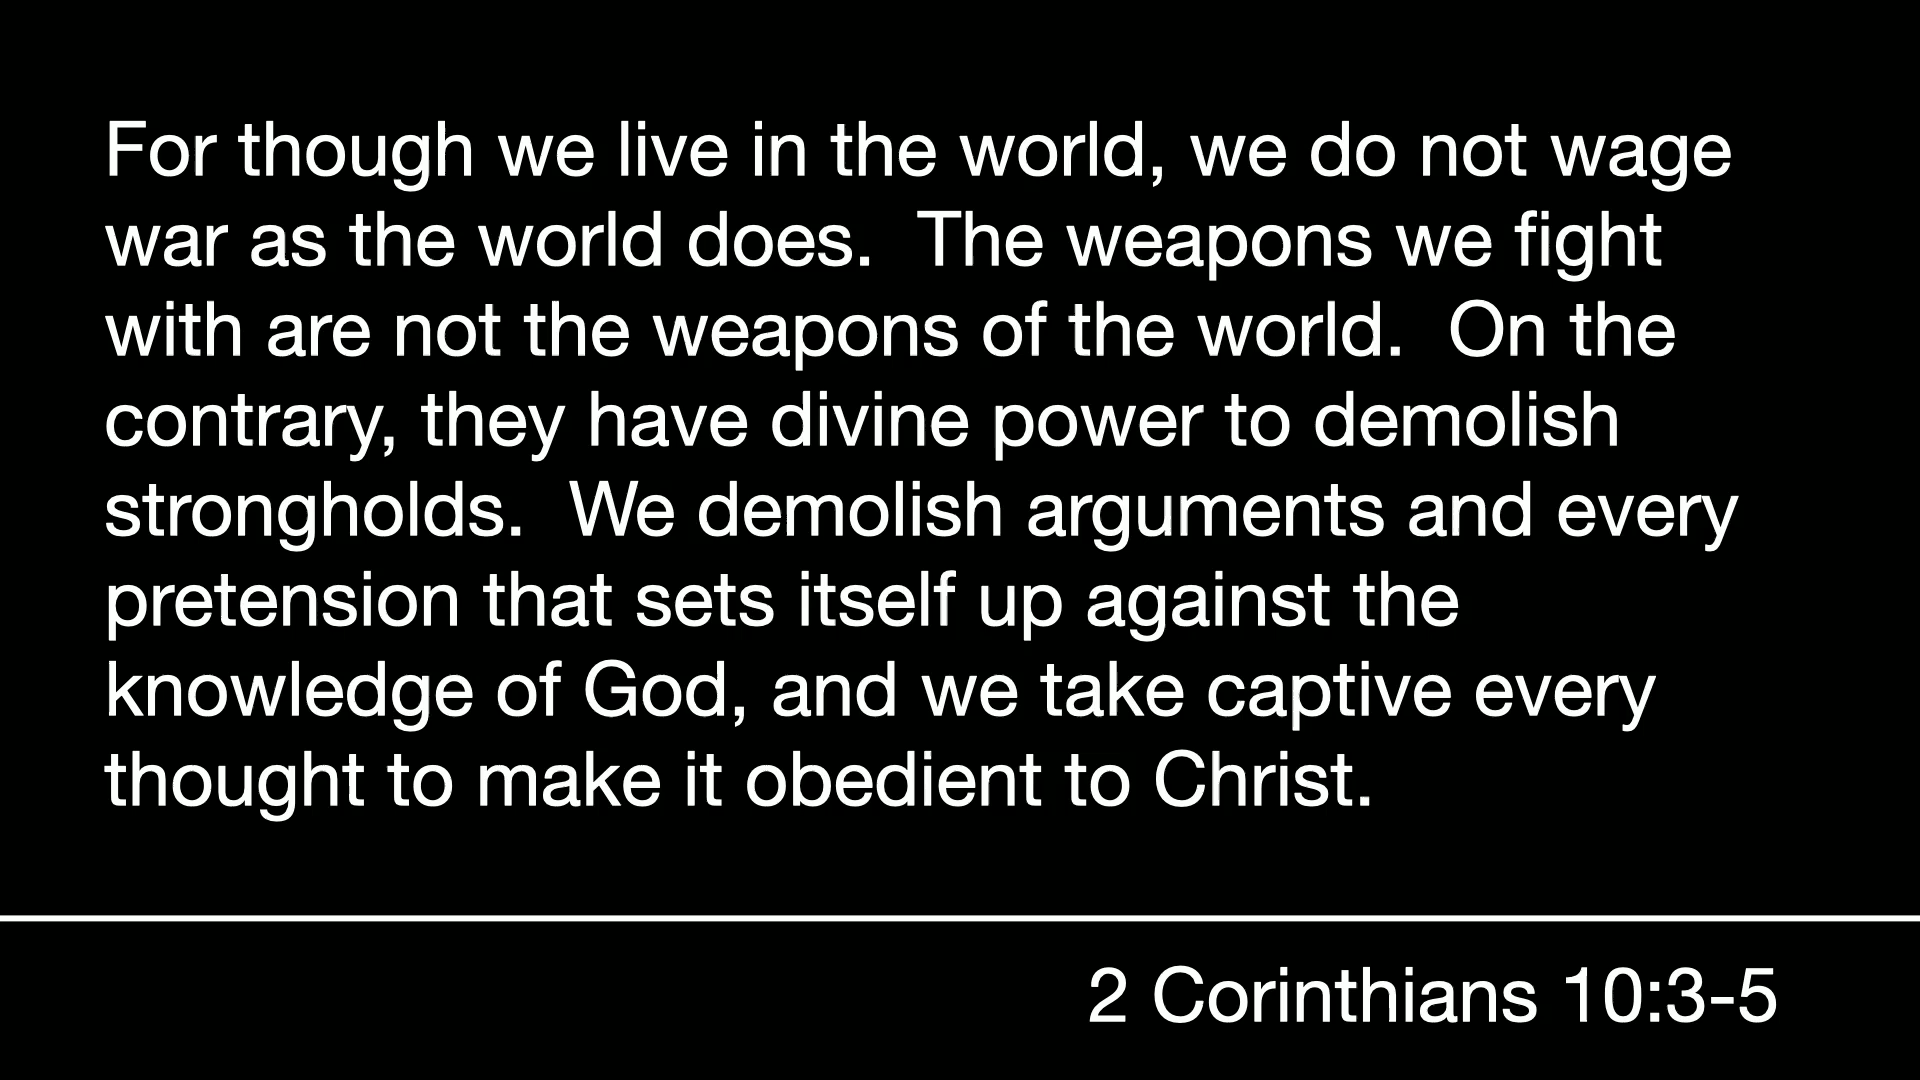 For though we live in the world, we do not wage
war as the world does.  The weapons we fight
with are not the weapons of the world.  On the
contrary, they have divine power to demolish
strongholds.  We demolish arguments and every
pretension that sets itself up against the
knowledge of God, and we take captive every
thought to make it obedient to Christ.
2 Corinthians 10:3-5